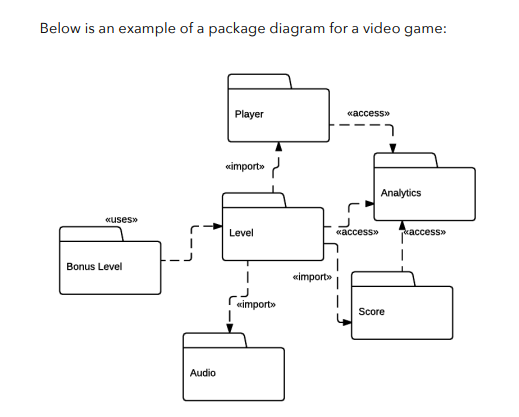 Below is an example of a package diagram for a video game:
Player
«access»
«import»
Analytics
«uses»
Level
«access»
«access»
Bonus Level
«import»
«import»
Score
Audio